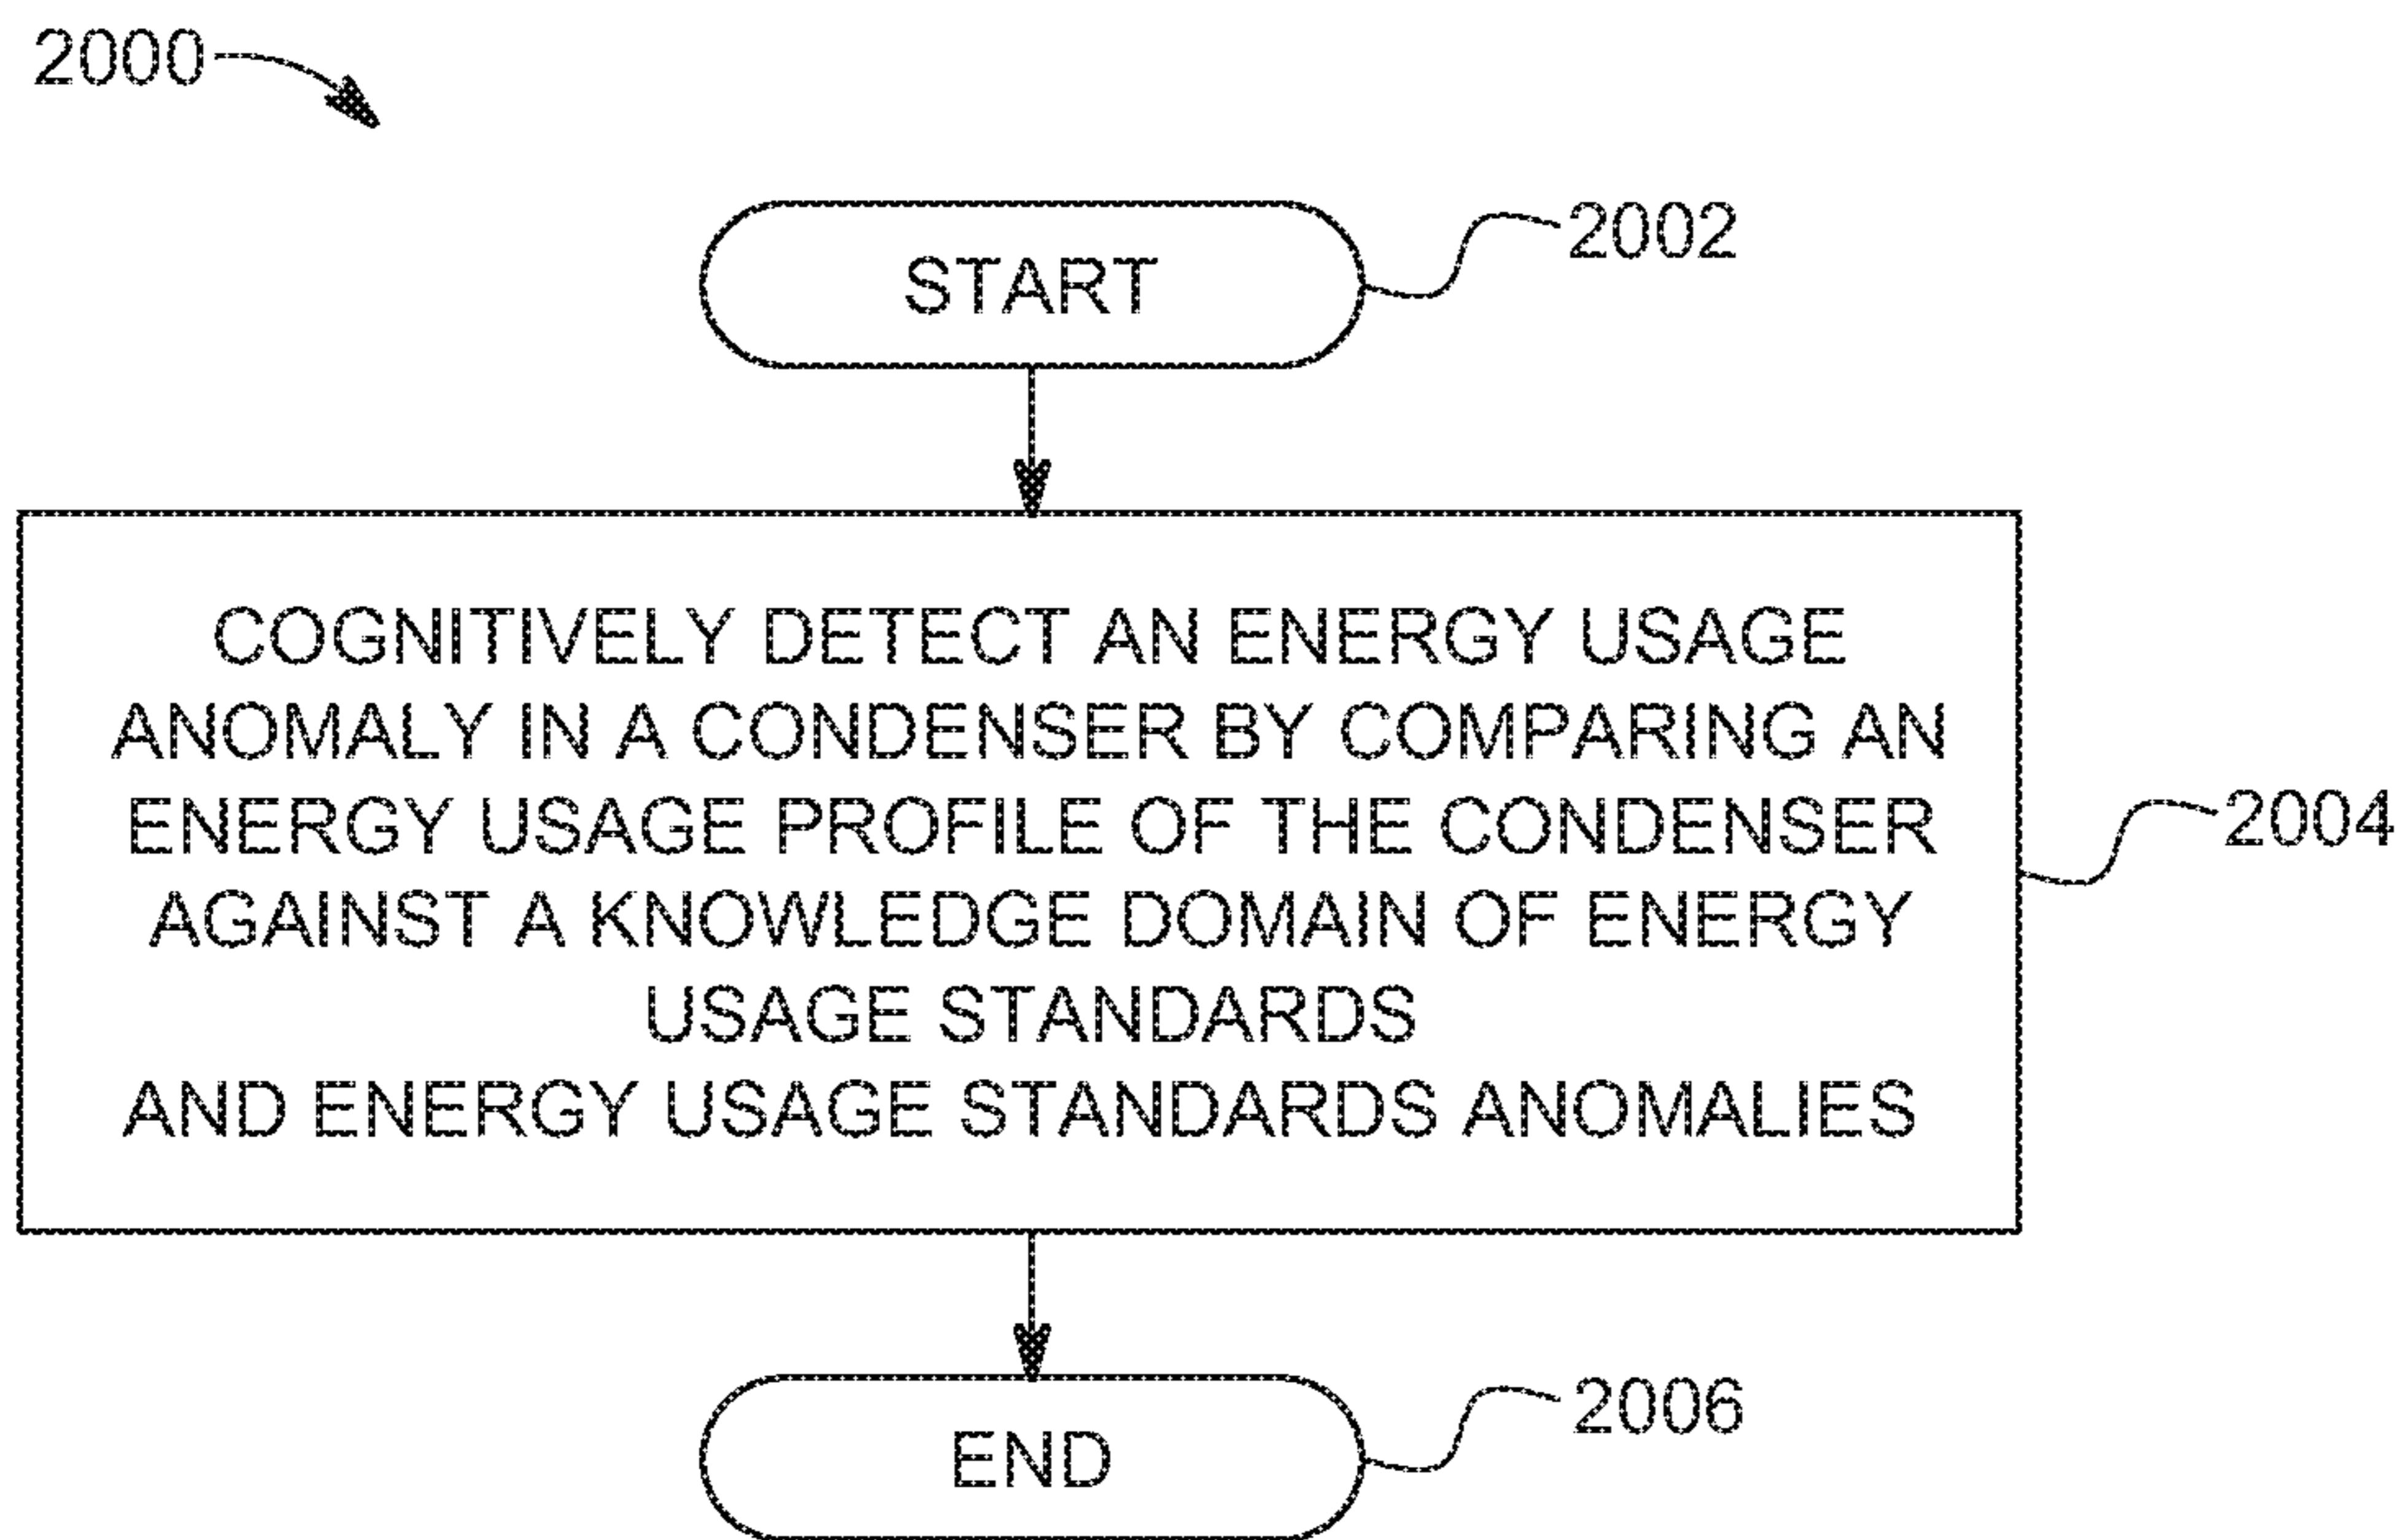 2000
START
2002
COGNITIVELY DETECT AN ENERGY USAGE
ANOMALY IN A CONDENSER BY COMPARING AN
ENERGY USAGE PROFILE OF THE CONDENSER
AGAINST A KNOWLEDGE DOMAIN OF ENERGY
USAGE STANDARDS
AND ENERGY USAGE STANDARDS ANOMALIES
2004
END
2006